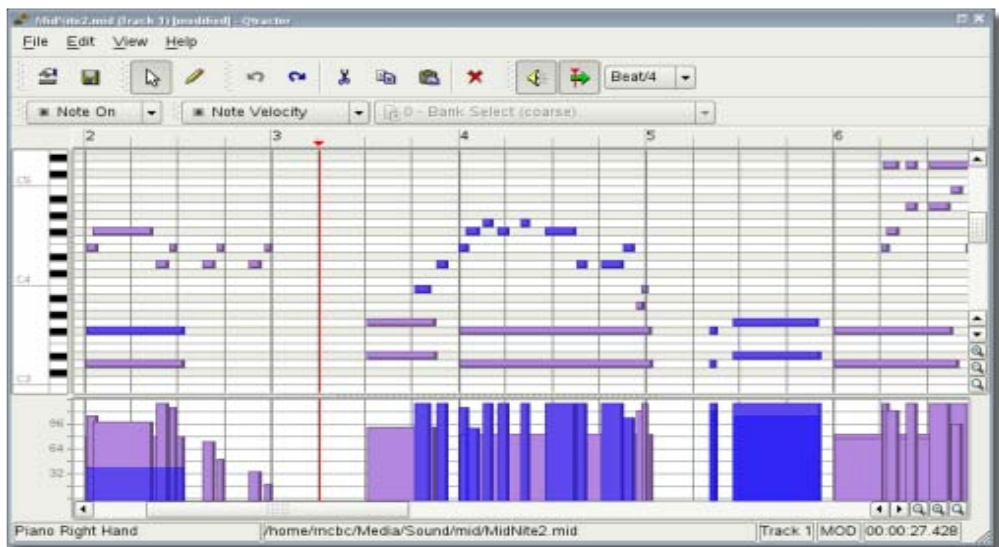 MidNite2.mid (Track 1) [modified] - Qtractor
File Edit View Help
Beat/4
Note On Note Velocity 0 - Bank Select (coarse)
2 3 4 5 6
C5
C4
C3
96
64
32
Piano Right Hand /home/mcbc/Media/Sound/mid/MidNite2.mid Track 1 MOD 00:00:27.428